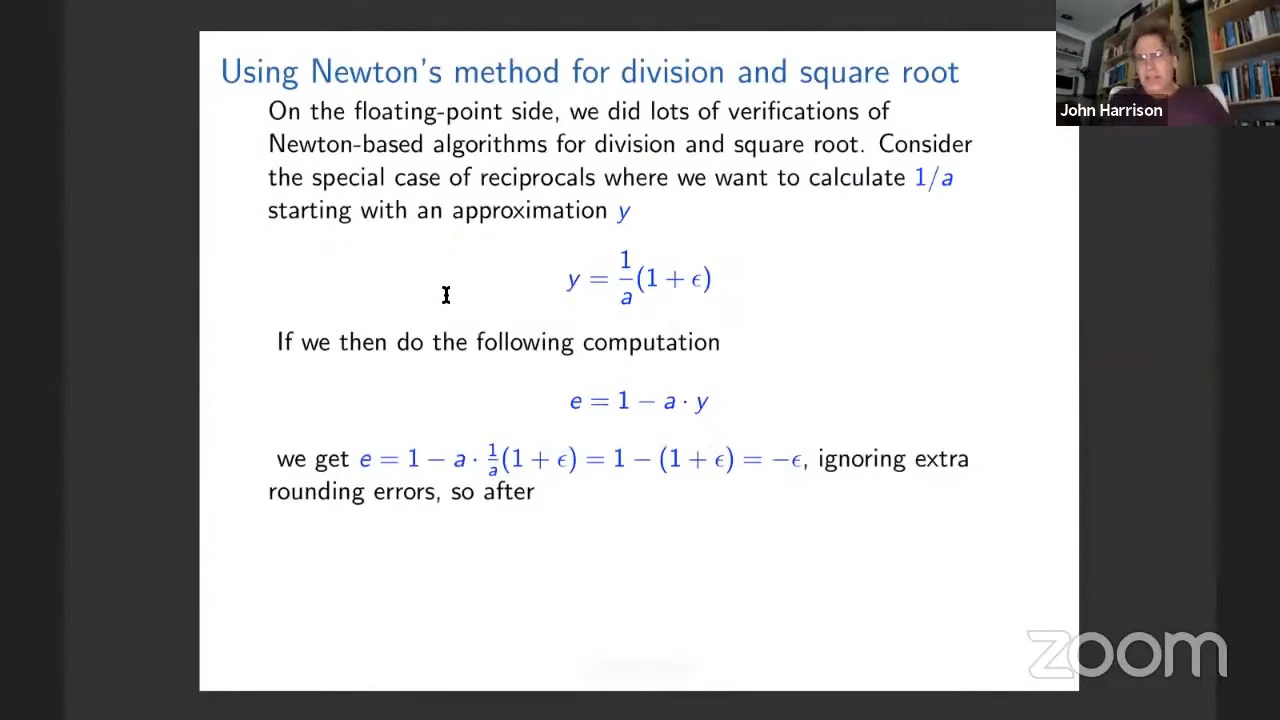 Using Newton's method for division and square root
On the floating-point side, we did lots of verifications of
Newton-based algorithms for division and square root. Consider
the special case of reciprocals where we want to calculate 1/a
starting with an approximation y
y = 1/a (1 + ϵ)
If we then do the following computation
e = 1 − a · y
we get e = 1 − a · 1/a (1 + ϵ) = 1 − (1 + ϵ) = −ϵ, ignoring extra
rounding errors, so after
John Harrison
zoom